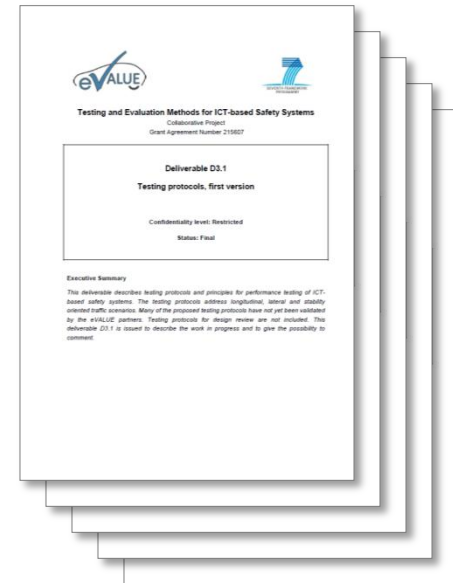 eVALUE
SEVENTH FRAMEWORK
PROGRAMME
Testing and Evaluation Methods for ICT-based Safety Systems
Collaborative Project
Grant Agreement Number 215607
Deliverable D3.1
Testing protocols, first version
Confidentiality level: Restricted
Status: Final
Executive Summary
This deliverable describes testing protocols and principles for performance testing of ICT-
based safety systems. The testing protocols address longitudinal, lateral and stability
oriented traffic scenarios. Many of the proposed testing protocols have not yet been validated
by the eVALUE partners. Testing protocols for design review are not included. This
deliverable D3.1 is issued to describe the work in progress and to give the possibility to
comment.